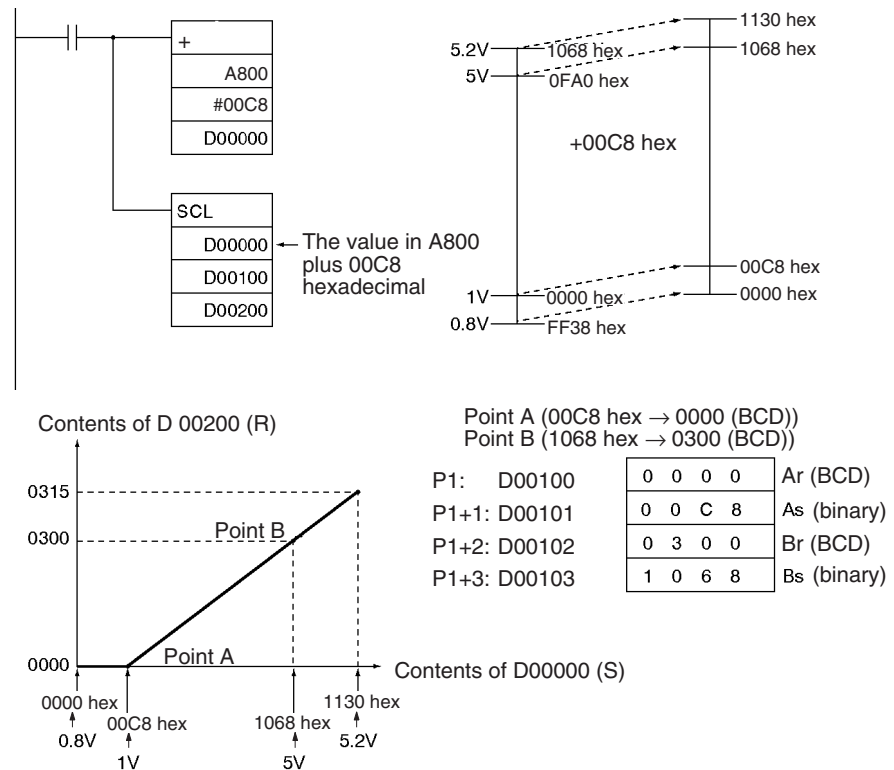 +
A800
#00C8
D00000
SCL
D00000
D00100
D00200
The value in A800
plus 00C8
hexadecimal
5.2V
1068 hex
5V
0FA0 hex
+00C8 hex
1V
0000 hex
0.8V
FF38 hex
1130 hex
1068 hex
00C8 hex
0000 hex
Contents of D 00200 (R)
0315
0300
Point B
0000
Point A
Contents of D00000 (S)
0000 hex
00C8 hex
1068 hex
1130 hex
0.8V
1V
5V
5.2V
Point A (00C8 hex → 0000 (BCD))
Point B (1068 hex → 0300 (BCD))
P1: D00100 0 0 0 0 Ar (BCD)
P1+1: D00101 0 0 C 8 As (binary)
P1+2: D00102 0 3 0 0 Br (BCD)
P1+3: D00103 1 0 6 8 Bs (binary)